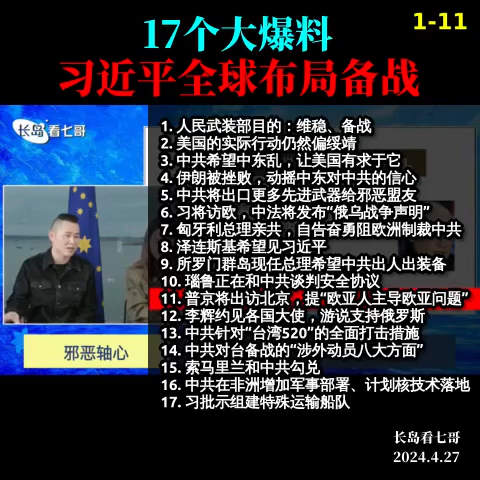 1-11
17个大爆料
习近平全球布局备战
长岛看七哥
1. 人民武装部目的：维稳、备战
2. 美国的实际行动仍然偏绥靖
3. 中共希望中东乱，让美国有求于它
4. 伊朗被挫败，动摇中东对中共的信心
5. 中共将出口更多先进武器给邪恶盟友
6. 习将访欧，中法将发布“俄乌战争声明”
7. 匈牙利总理亲共，自告奋勇阻欧洲制裁中共
8. 泽连斯基希望见习近平
9. 所罗门群岛现任总理希望中共出人出装备
10. 瑙鲁正在和中共谈判安全协议
11. 普京将出访北京，提“欧亚人主导欧亚问题”
12. 李辉约见各国大使，游说支持俄罗斯
13. 中共针对“台湾520”的全面打击措施
14. 中共对台备战的“涉外动员八大方面”
15. 索马里兰和中共勾兑
16. 中共在非洲增加军事部署、计划核技术落地
17. 习批示组建特殊运输船队
邪恶轴心
长岛看七哥
2024.4.27